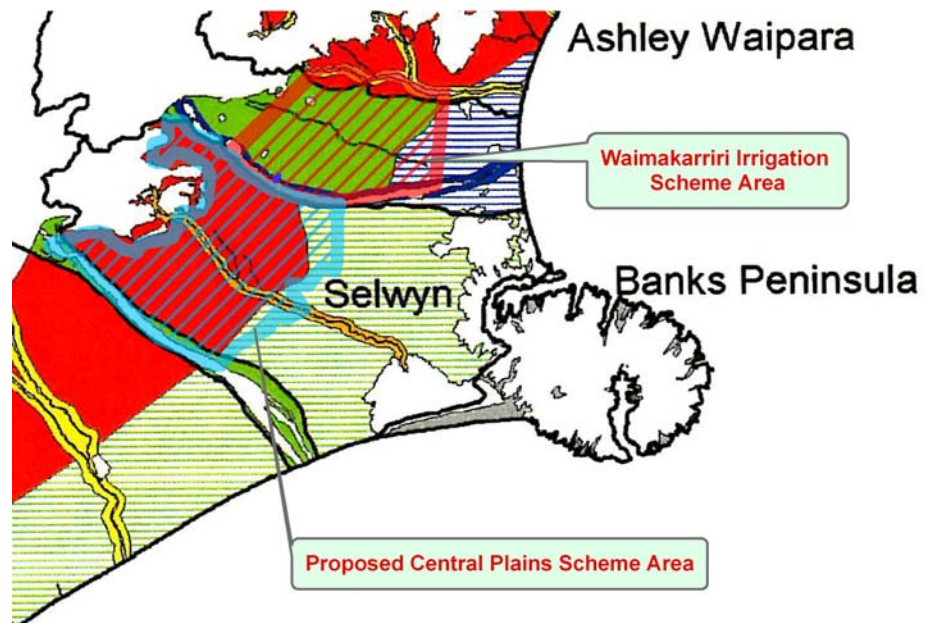 Ashley Waipara
Waimakarriri Irrigation
Scheme Area
Banks Peninsula
Selwyn
Proposed Central Plains Scheme Area